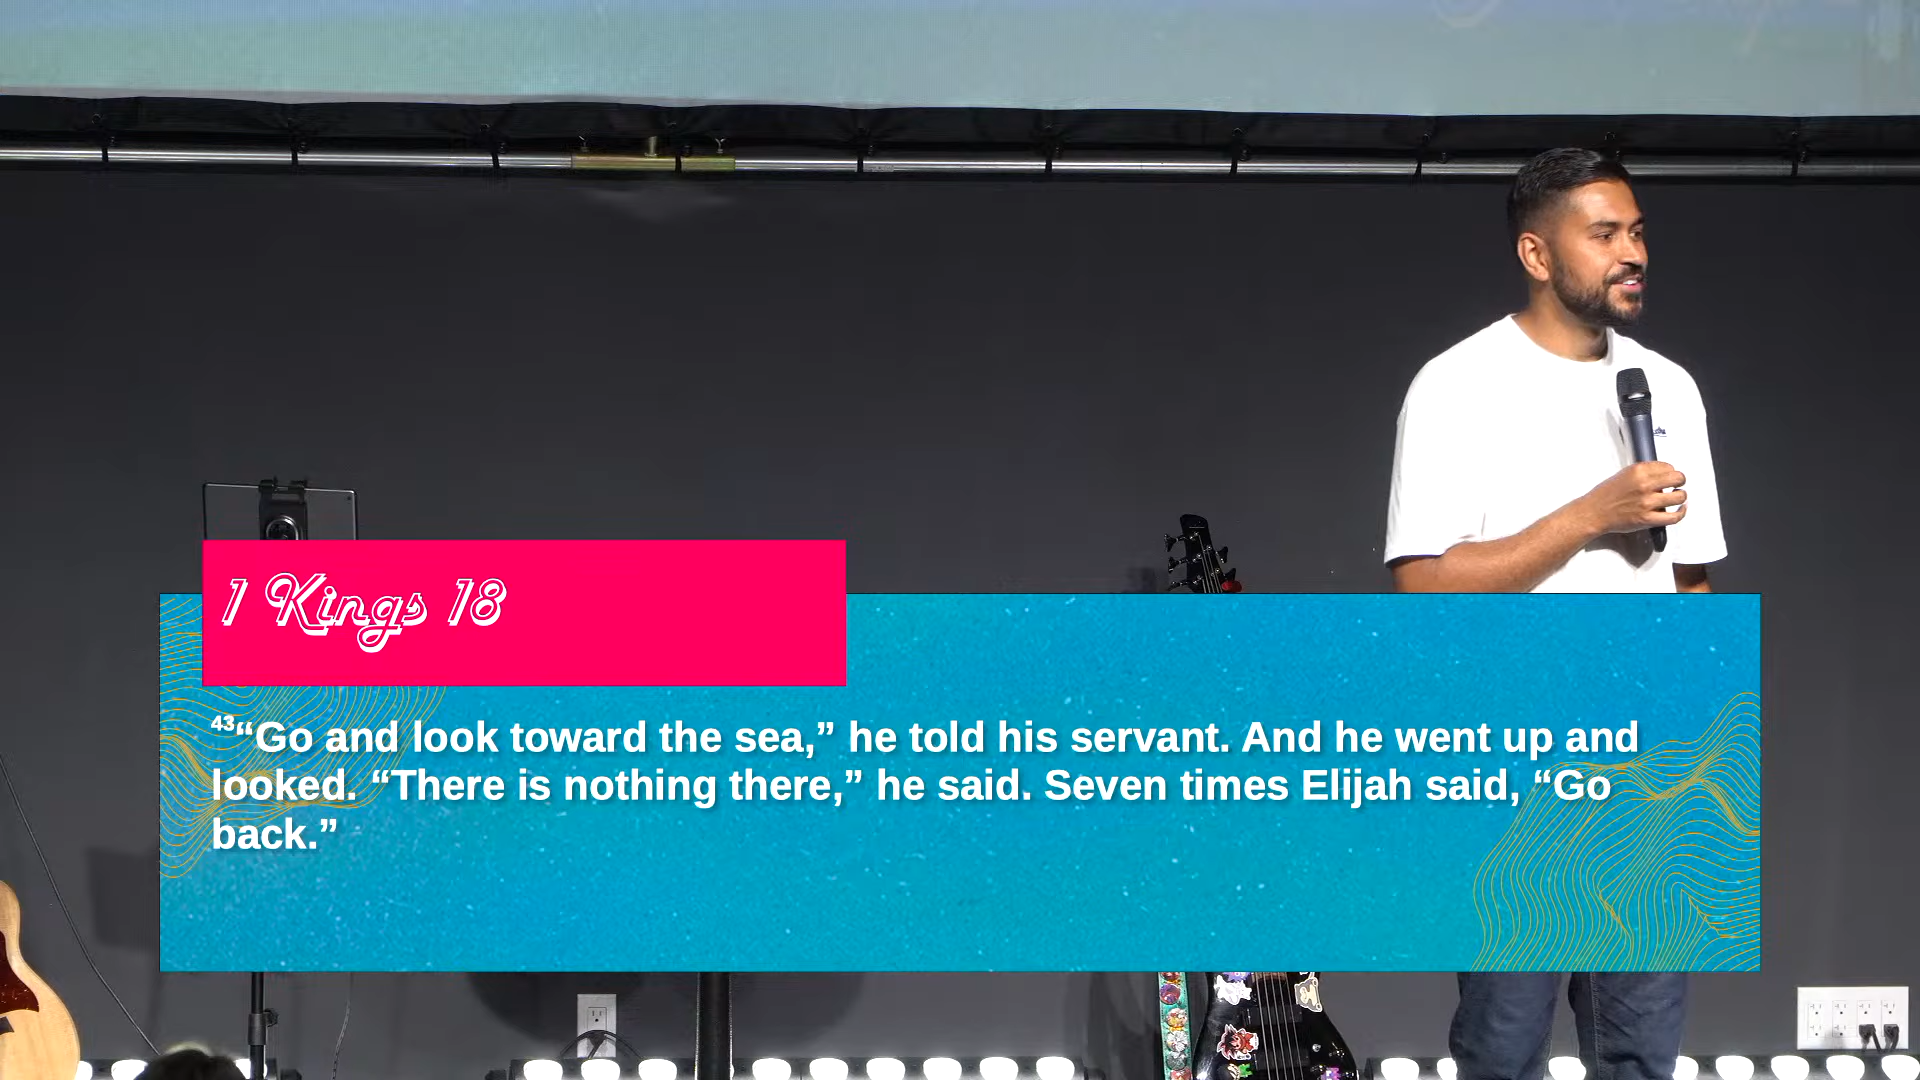 1 Kings 18
43“Go and look toward the sea,” he told his servant. And he went up and
looked. “There is nothing there,” he said. Seven times Elijah said, “Go
back.”